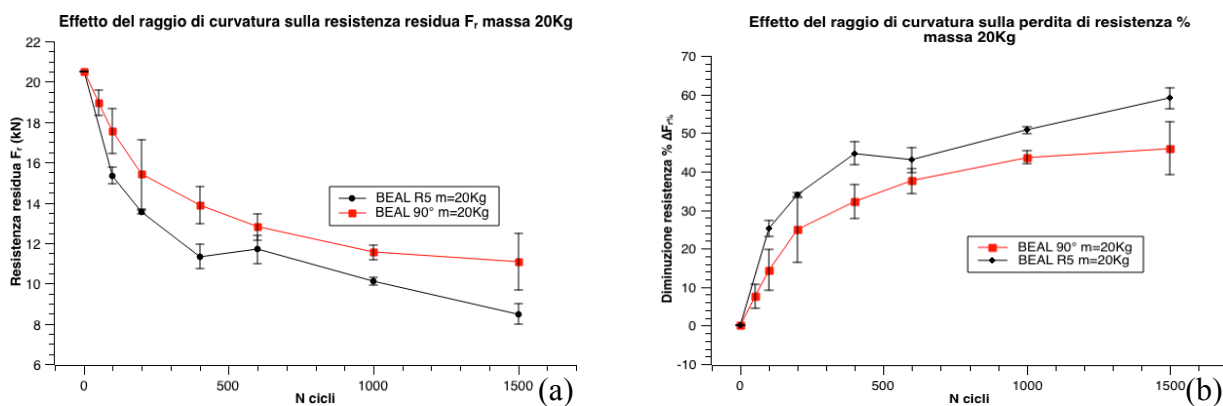 Effetto del raggio di curvatura sulla resistenza residua Fr massa 20Kg
Resistenza residua Fr (kN)
22
20
18
16
14
12
10
8
6
BEAL R5 m=20Kg
BEAL 90° m=20Kg
0
500
1000
1500
N cicli
(a)
Effetto del raggio di curvatura sulla perdita di resistenza %
massa 20Kg
Diminuzione resistenza % ΔFr%
70
60
50
40
30
20
10
0
-10
BEAL 90° m=20Kg
BEAL R5 m=20Kg
0
500
1000
1500
N cicli
(b)